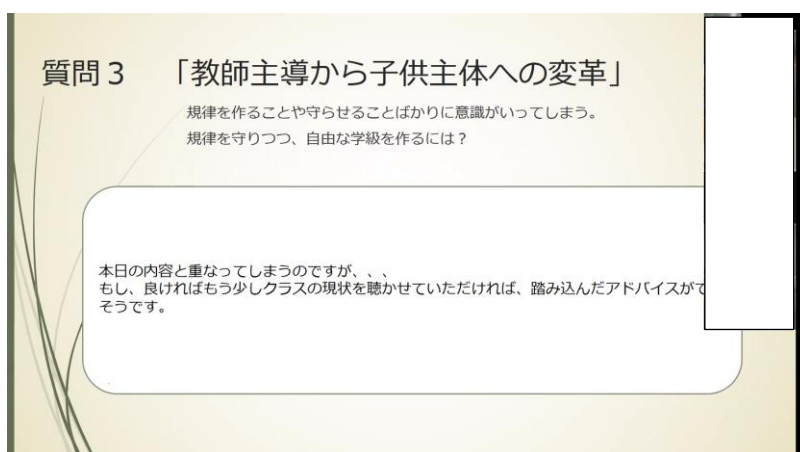 質問３　「教師主導から子供主体への変革」
規律を作ることや守らせることばかりに意識がいってしまう。
規律を守りつつ、自由な学級を作るには？
本日の内容と重なってしまうのですが、、、
もし、良ければもう少しクラスの現状を聴かせていただければ、踏み込んだアドバイスがで
そうです。